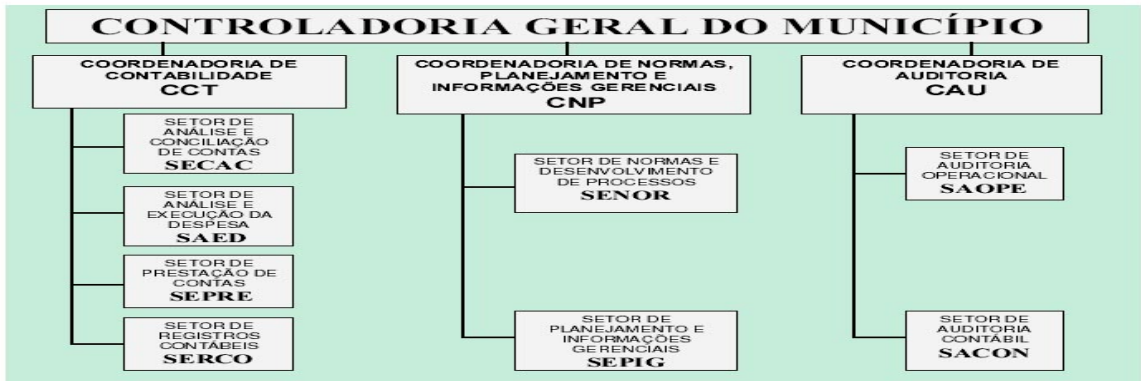 CONTROLADORIA GERAL DO MUNICÍPIO
COORDENADORIA DE
CONTABILIDADE
CCT
SETOR DE
ANÁLISE E
CONCILIAÇÃO
DE CONTAS
SECAC
SETOR DE
ANÁLISE E
EXECUÇÃO DA
DESPESA
SAED
SETOR DE
PRESTAÇÃO DE
CONTAS
SEPRE
SETOR DE
REGISTROS
CONTÁBEIS
SERCO
COORDENADORIA DE NORMAS,
PLANEJAMENTO E
INFORMAÇÕES GERENCIAIS
CNP
SETOR DE NORMAS E
DESENVOLVIMENTO
DE PROCESSOS
SENOR
SETOR DE
PLANEJAMENTO E
INFORMAÇÕES
GERENCIAIS
SEPIG
COORDENADORIA DE
AUDITORIA
CAU
SETOR DE
AUDITORIA
OPERACIONAL
SAOPE
SETOR DE
AUDITORIA
CONTÁBIL
SACON